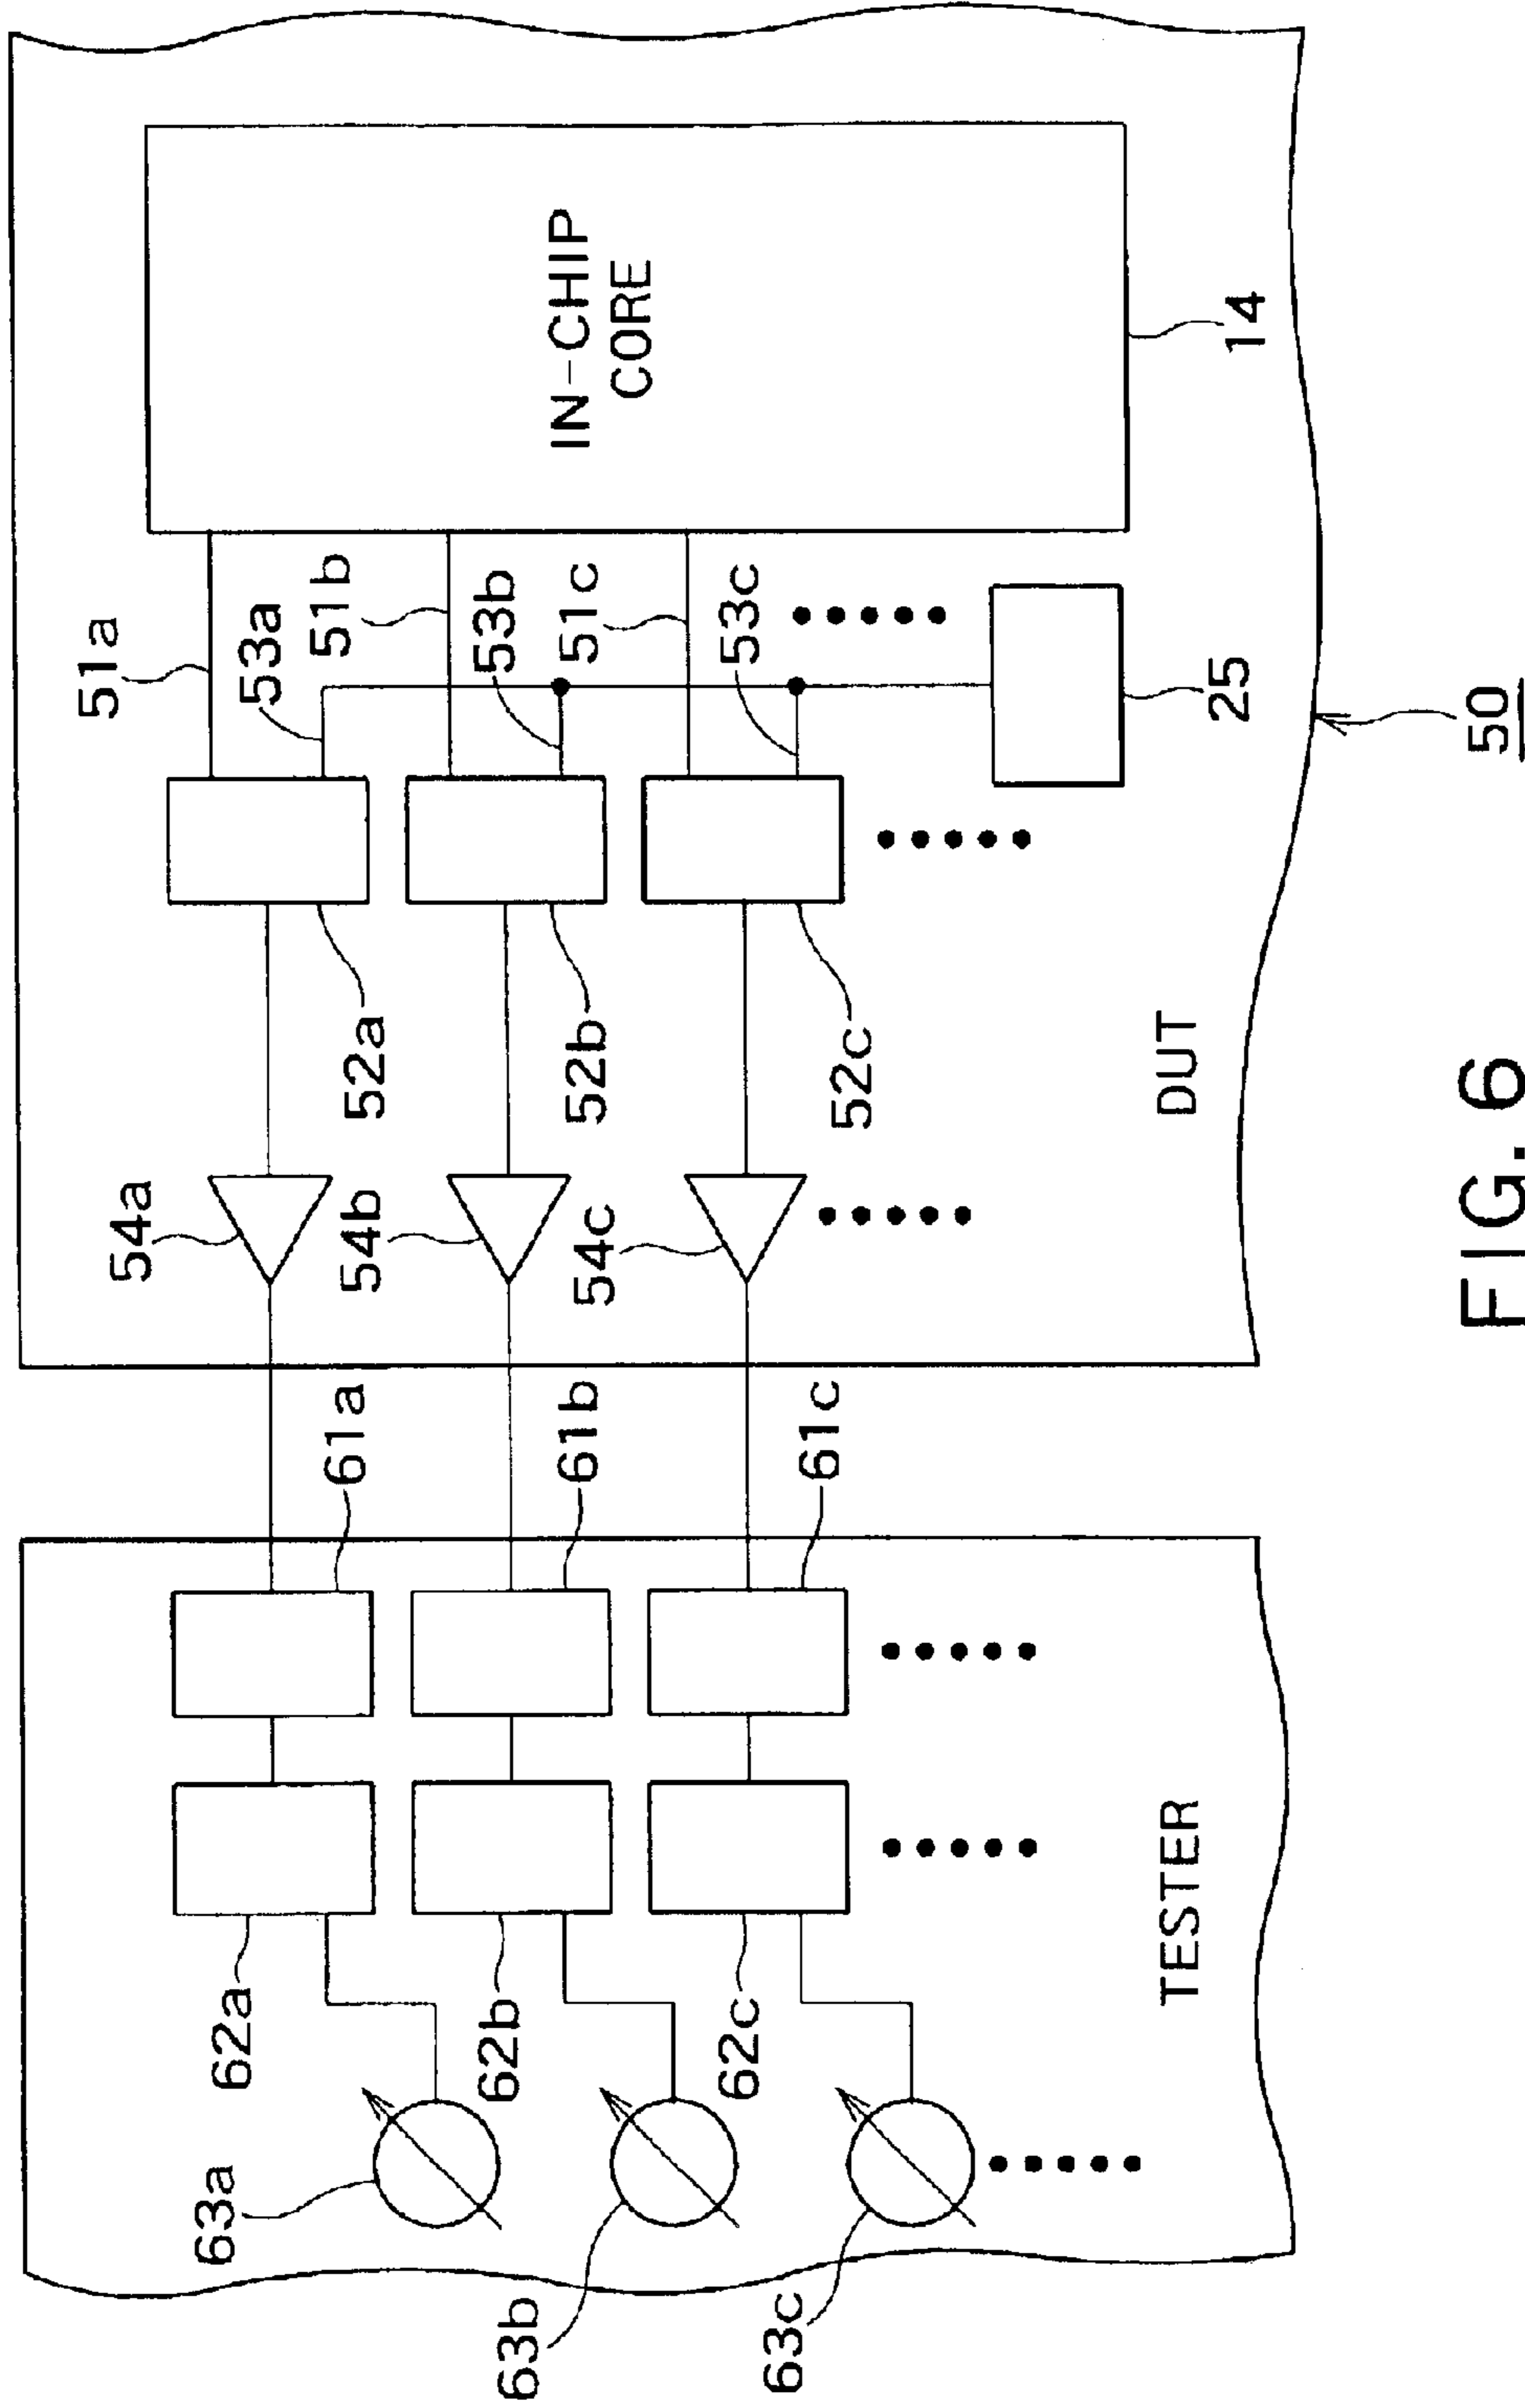 63a
62a
61a
54a
52a
53a
51a
63b
62b
61b
54b
52b
53b
51b
63c
62c
61c
54c
52c
53c
51c
IN-CHIP
CORE
TESTER
DUT
25
14
50
FIG. 6